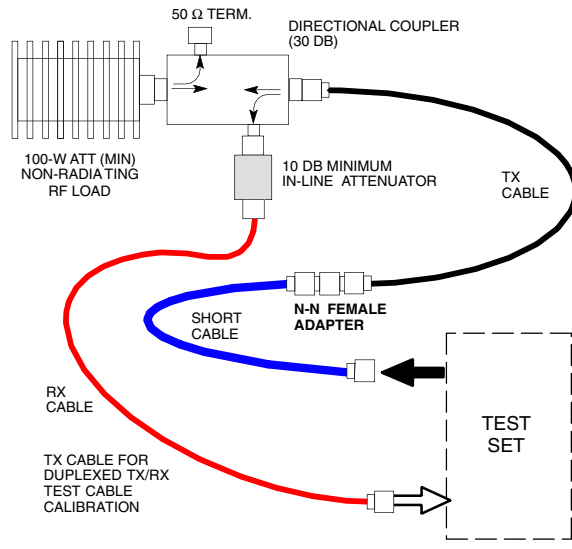 50 Ω TERM.
DIRECTIONAL COUPLER
(30 DB)
100-W ATT (MIN)
NON-RADIATING
RF LOAD
10 DB MINIMUM
IN-LINE ATTENUATOR
TX
CABLE
N-N FEMALE
ADAPTER
SHORT
CABLE
RX
CABLE
TEST
SET
TX CABLE FOR
DUPLEXED TX/RX
TEST CABLE
CALIBRATION